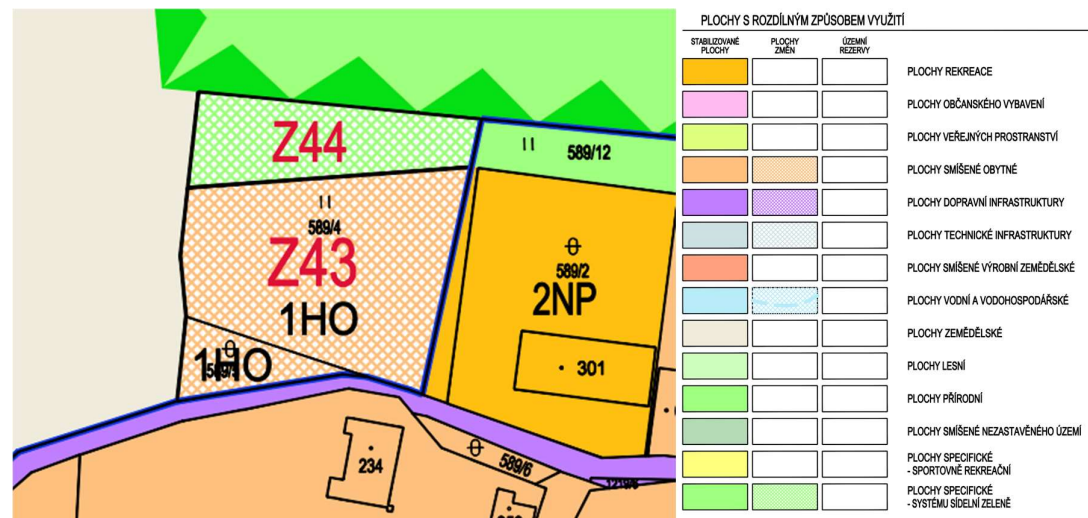 Z44
II
589/12
II
589/4
Z43
1HO
589/2
2NP
1HO
301
234
589/6
PLOCHY S ROZDÍLNÝM ZPŮSOBEM VYUŽITÍ
STABILIZOVANÉ PLOCHY
PLOCHY ZMĚN
ÚZEMNÍ REZERVY
PLOCHY REKREACE
PLOCHY OBČANSKÉHO VYBAVENÍ
PLOCHY VEŘEJNÝCH PROSTRANSTVÍ
PLOCHY SMÍŠENÉ OBYTNÉ
PLOCHY DOPRAVNÍ INFRASTRUKTURY
PLOCHY TECHNICKÉ INFRASTRUKTURY
PLOCHY SMÍŠENÉ VÝROBNÍ ZEMĚDĚLSKÉ
PLOCHY VODNÍ A VODOHOSPODÁŘSKÉ
PLOCHY ZEMĚDĚLSKÉ
PLOCHY LESNÍ
PLOCHY PŘÍRODNÍ
PLOCHY SMÍŠENÉ NEZASTAVĚNÉHO ÚZEMÍ
PLOCHY SPECIFICKÉ
- SPORTOVNĚ REKREAČNÍ
PLOCHY SPECIFICKÉ
- SYSTÉMU SÍDELNÍ ZELENĚ